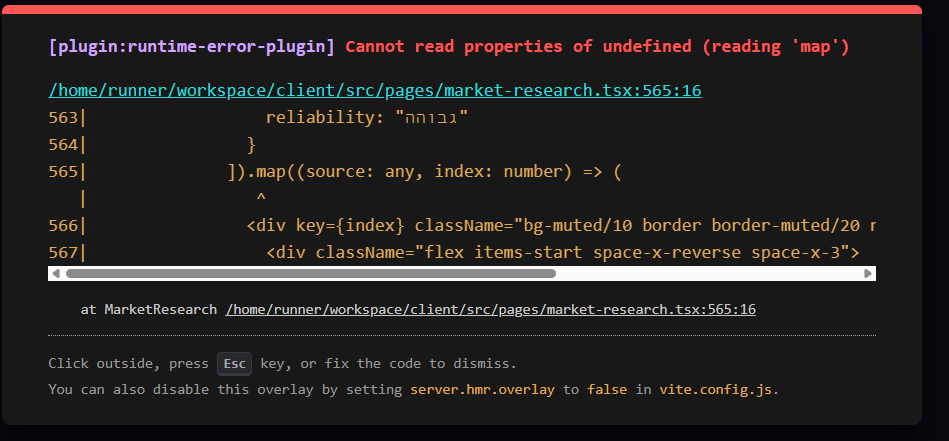 [plugin:runtime-error-plugin] Cannot read properties of undefined (reading 'map')
/home/runner/workspace/client/src/pages/market-research.tsx:565:16
563|                  reliability: "גבוהה"
564|                }
565|              ]).map((source: any, index: number) => (
   |                 ^
566|                <div key={index} className="bg-muted/10 border border-muted/20 r
567|                  <div className="flex items-start space-x-reverse space-x-3">
at MarketResearch /home/runner/workspace/client/src/pages/market-research.tsx:565:16
Click outside, press Esc key, or fix the code to dismiss.
You can also disable this overlay by setting server.hmr.overlay to false in vite.config.js.